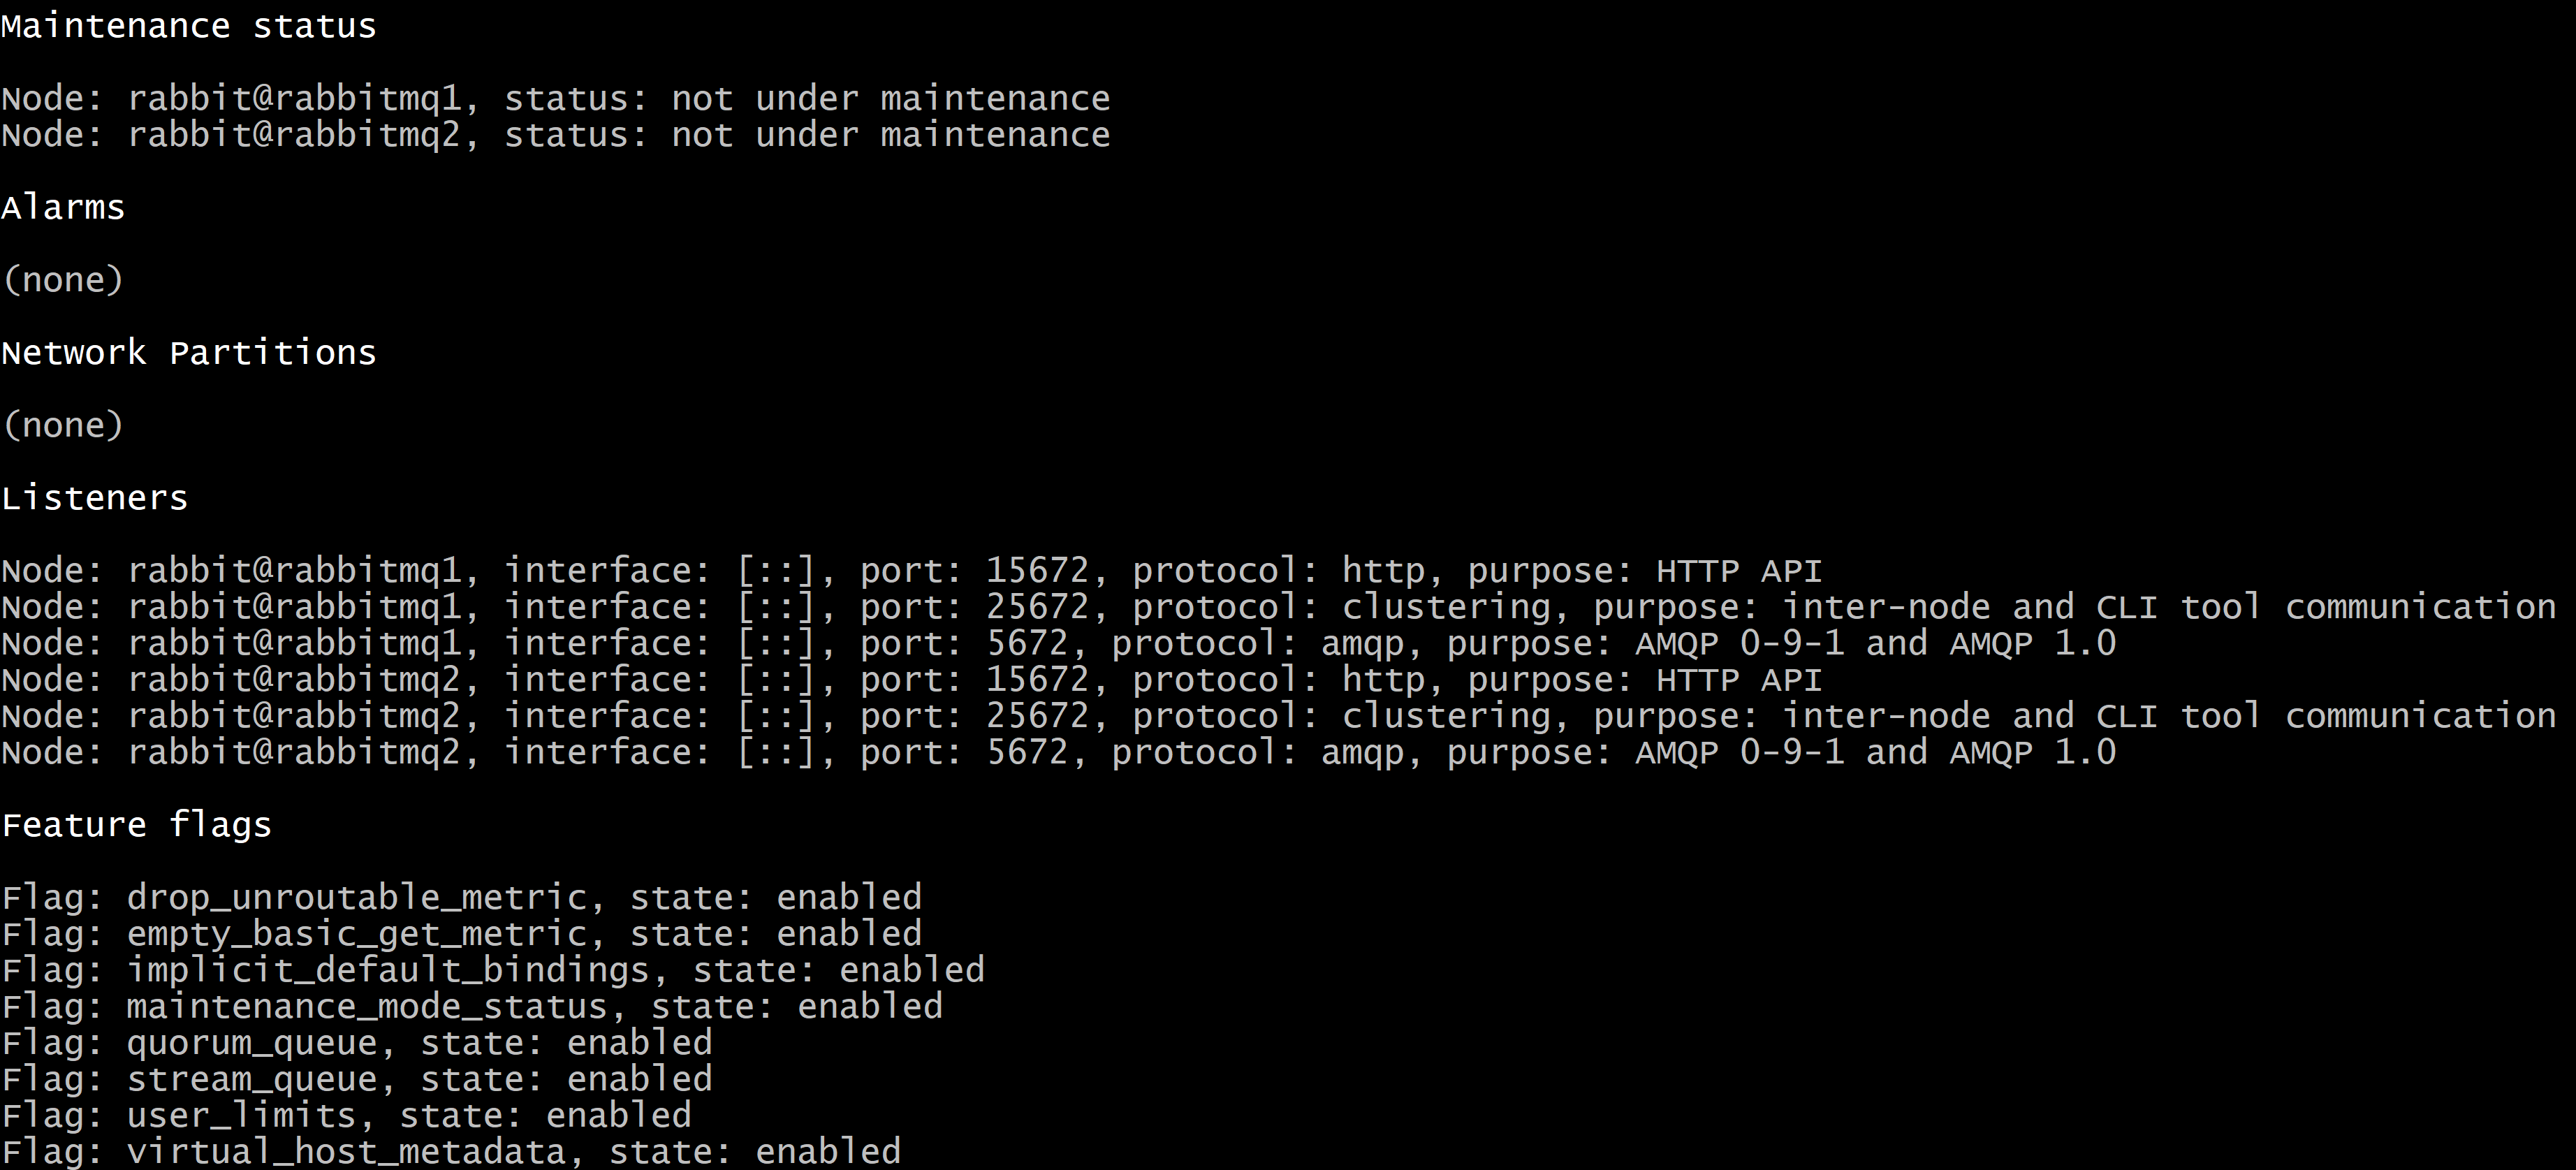 Maintenance status
Node: rabbit@rabbitmq1, status: not under maintenance
Node: rabbit@rabbitmq2, status: not under maintenance
Alarms
(none)
Network Partitions
(none)
Listeners
Node: rabbit@rabbitmq1, interface: [::], port: 15672, protocol: http, purpose: HTTP API
Node: rabbit@rabbitmq1, interface: [::], port: 25672, protocol: clustering, purpose: inter-node and CLI tool communication
Node: rabbit@rabbitmq1, interface: [::], port: 5672, protocol: amqp, purpose: AMQP 0-9-1 and AMQP 1.0
Node: rabbit@rabbitmq2, interface: [::], port: 15672, protocol: http, purpose: HTTP API
Node: rabbit@rabbitmq2, interface: [::], port: 25672, protocol: clustering, purpose: inter-node and CLI tool communication
Node: rabbit@rabbitmq2, interface: [::], port: 5672, protocol: amqp, purpose: AMQP 0-9-1 and AMQP 1.0
Feature flags
Flag: drop_unroutable_metric, state: enabled
Flag: empty_basic_get_metric, state: enabled
Flag: implicit_default_bindings, state: enabled
Flag: maintenance_mode_status, state: enabled
Flag: quorum_queue, state: enabled
Flag: stream_queue, state: enabled
Flag: user_limits, state: enabled
Flag: virtual_host_metadata, state: enabled